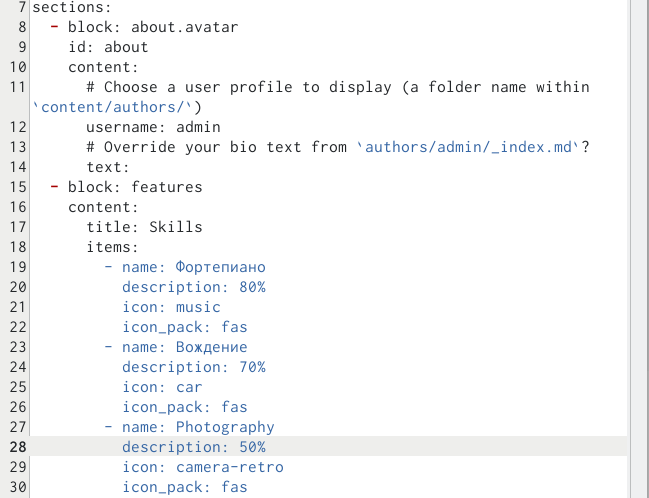 7 sections:
8   - block: about.avatar
9     id: about
10     content:
11       # Choose a user profile to display (a folder name within
`content/authors/`)
12       username: admin
13       # Override your bio text from `authors/admin/_index.md`?
14       text:
15   - block: features
16     content:
17       title: Skills
18       items:
19         - name: Фортепиано
20           description: 80%
21           icon: music
22           icon_pack: fas
23         - name: Вождение
24           description: 70%
25           icon: car
26           icon_pack: fas
27         - name: Photography
28           description: 50%
29           icon: camera-retro
30           icon_pack: fas